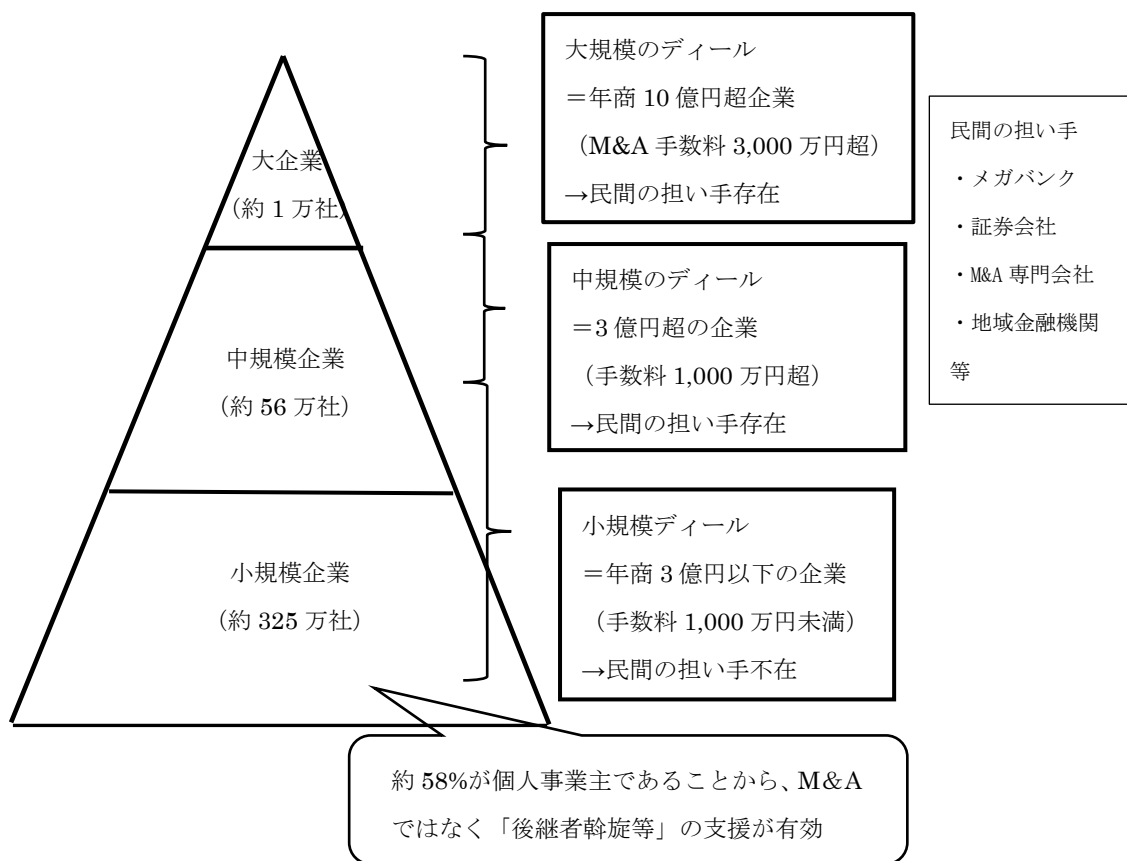 大企業
(約 1 万社)
中規模企業
(約 56 万社)
小規模企業
(約 325 万社)
大規模のディール
＝年商 10 億円超企業
（M&A 手数料 3,000 万円超）
→民間の担い手存在
中規模のディール
＝3 億円超の企業
（手数料 1,000 万円超）
→民間の担い手存在
小規模ディール
＝年商 3 億円以下の企業
（手数料 1,000 万円未満）
→民間の担い手不在
民間の担い手
・メガバンク
・証券会社
・M&A 専門会社
・地域金融機関
等
約 58%が個人事業主であることから、M&A
ではなく「後継者斡旋等」の支援が有効